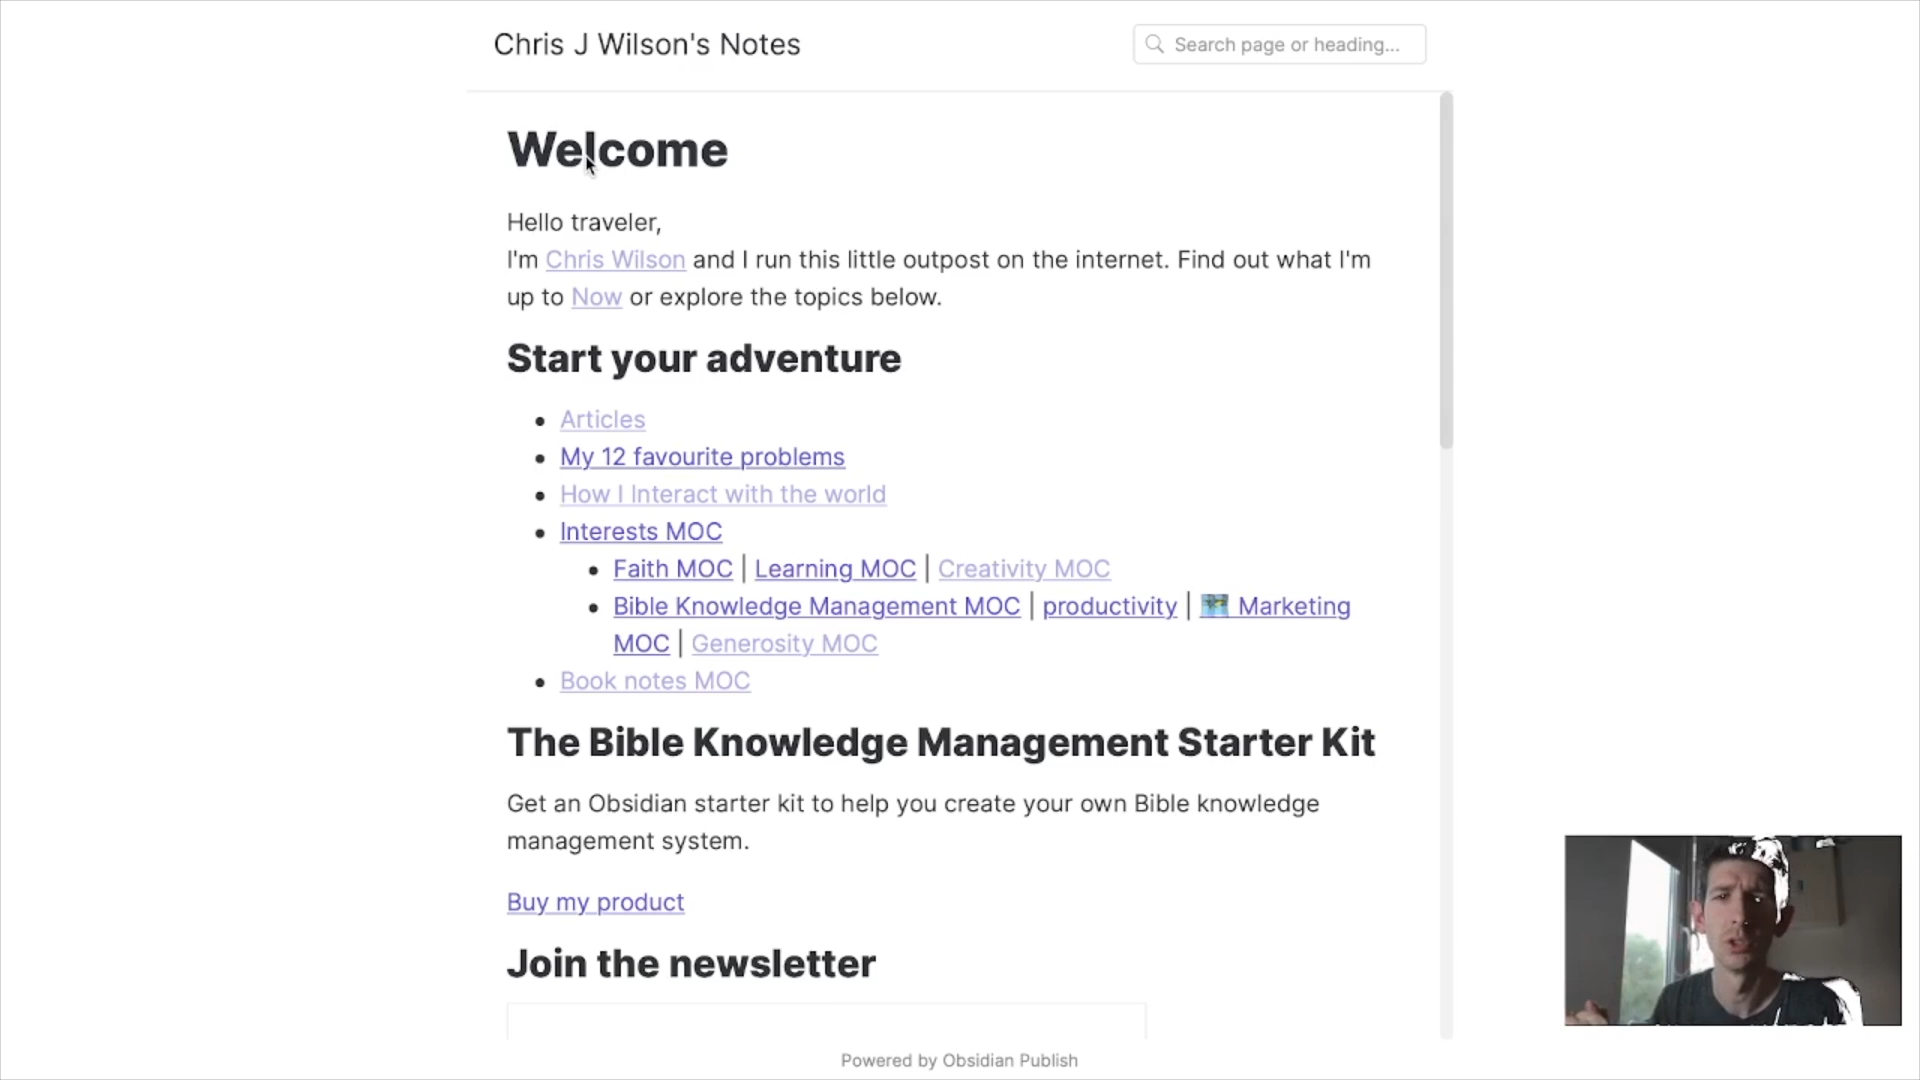 Chris J Wilson's Notes
Search page or heading...
Welcome
Hello traveler,
I'm Chris Wilson and I run this little outpost on the internet. Find out what I'm
up to Now or explore the topics below.
Start your adventure
Articles
My 12 favourite problems
How I Interact with the world
Interests MOC
Faith MOC | Learning MOC | Creativity MOC
Bible Knowledge Management MOC | productivity | 🗺️ Marketing
MOC | Generosity MOC
Book notes MOC
The Bible Knowledge Management Starter Kit
Get an Obsidian starter kit to help you create your own Bible knowledge
management system.
Buy my product
Join the newsletter
Powered by Obsidian Publish